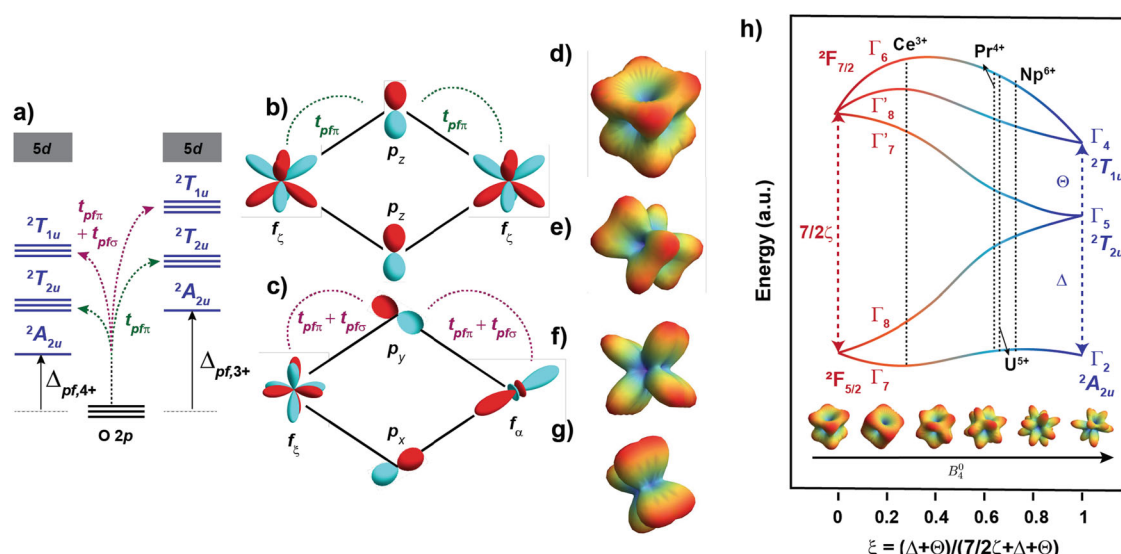 a)
5d
5d
²T₁ᵤ
tpfπ
+ tpfσ
²T₁ᵤ
²T₂ᵤ
²T₂ᵤ
²A₂ᵤ
tpfπ
²A₂ᵤ
Δpf,4+
Δpf,3+
O 2p
b)
tpfπ
tpfπ
pz
fζ
fζ
pz
c)
tpfπ + tpfσ
tpfπ + tpfσ
py
fξ
px
fα
d)
e)
f)
g)
h)
Energy (a.u.)
²F7/2
Γ6
Ce³⁺
Pr⁴⁺
Np⁶⁺
Γ'8
Γ'7
Γ4
²T₁ᵤ
Θ
7/2ζ
Γ5
²T₂ᵤ
Δ
Γ8
U⁵⁺
²F5/2
Γ7
Γ2
²A₂ᵤ
B₄⁰
0 0.2 0.4 0.6 0.8 1
ξ = (Δ+Θ)/(7/2ζ+Δ+Θ)